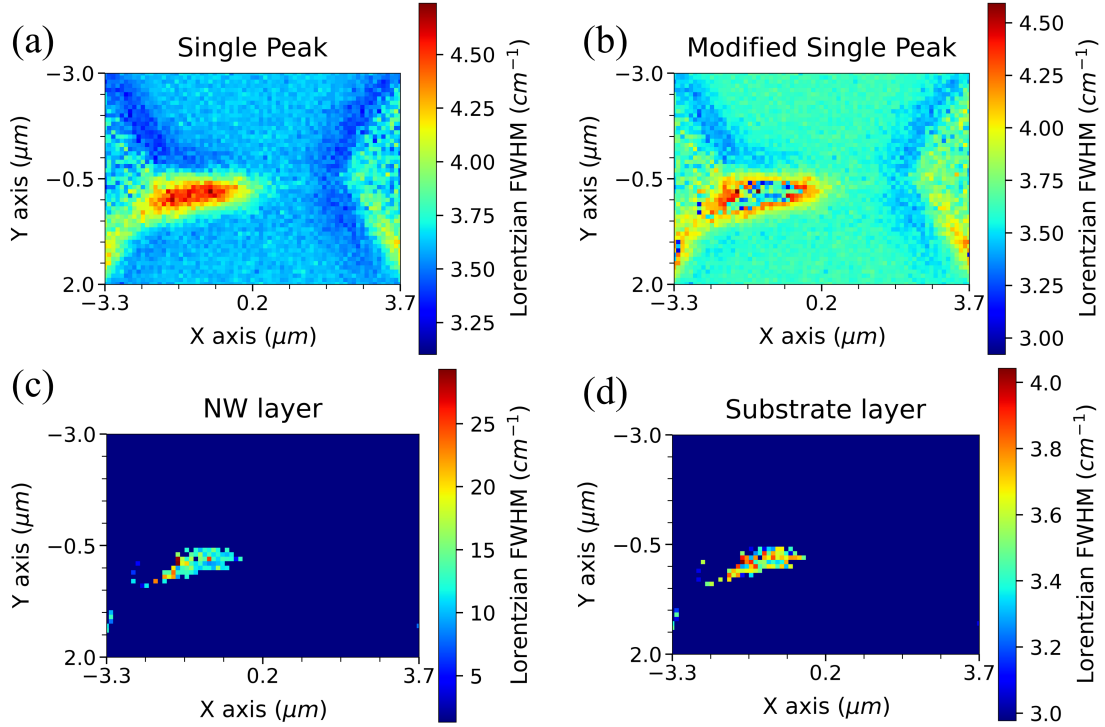 (a)
Single Peak
−3.0
−0.5
2.0
−3.3
0.2
3.7
X axis (μm)
Y axis (μm)
4.50
4.25
4.00
3.75
3.50
3.25
Lorentzian FWHM (cm⁻¹)
(b)
Modified Single Peak
−3.0
−0.5
2.0
−3.3
0.2
3.7
X axis (μm)
Y axis (μm)
4.50
4.25
4.00
3.75
3.50
3.25
3.00
Lorentzian FWHM (cm⁻¹)
(c)
NW layer
−3.0
−0.5
2.0
−3.3
0.2
3.7
X axis (μm)
Y axis (μm)
25
20
15
10
5
Lorentzian FWHM (cm⁻¹)
(d)
Substrate layer
−3.0
−0.5
2.0
−3.3
0.2
3.7
X axis (μm)
Y axis (μm)
4.0
3.8
3.6
3.4
3.2
3.0
Lorentzian FWHM (cm⁻¹)